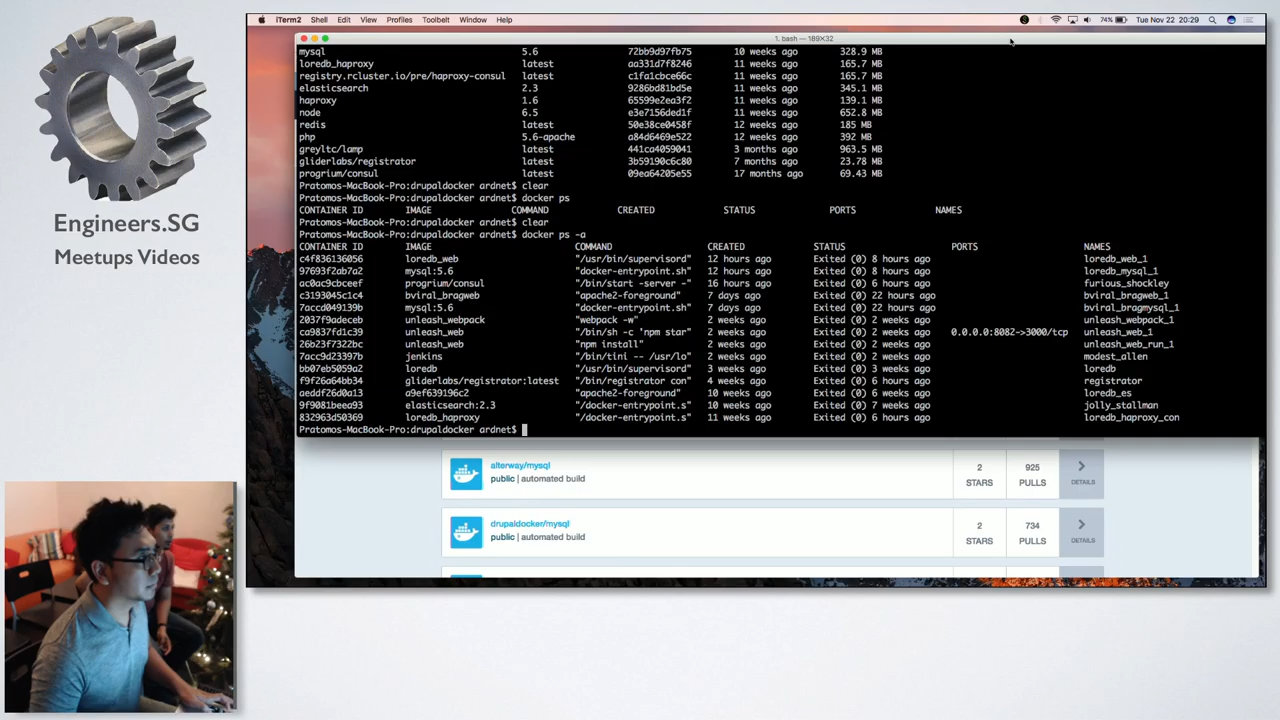 Engineers.SG
Meetups Videos
iTerm2 Shell Edit View Profiles Toolbelt Window Help 74% Tue Nov 22 20:29
1. bash — 189×32
mysql 5.6 72bb9d97fb75 10 weeks ago 328.9 MB
loredb_haproxy latest aa331d7f8246 11 weeks ago 165.7 MB
registry.rcluster.io/pre/haproxy-consul latest c1fa1cbce66c 11 weeks ago 165.7 MB
elasticsearch 2.3 9286bd81bd5e 11 weeks ago 345.1 MB
haproxy 1.6 65599e2ea3f2 11 weeks ago 139.1 MB
node 6.5 e3e7156ded1f 11 weeks ago 652.8 MB
redis latest 50e38ce0458f 12 weeks ago 185 MB
php 5.6-apache a84d6469e522 12 weeks ago 392 MB
greyltc/lamp latest 441ca4059041 3 months ago 963.5 MB
gliderlabs/registrator latest 3b59190c6c80 7 months ago 23.78 MB
progrium/consul latest 09ea64205e55 17 months ago 69.43 MB
Pratomos-MacBook-Pro:drupaldocker ardnet$ clear
Pratomos-MacBook-Pro:drupaldocker ardnet$ docker ps
CONTAINER ID IMAGE COMMAND CREATED STATUS PORTS NAMES
Pratomos-MacBook-Pro:drupaldocker ardnet$ clear
Pratomos-MacBook-Pro:drupaldocker ardnet$ docker ps -a
CONTAINER ID IMAGE COMMAND CREATED STATUS PORTS NAMES
c4f836136056 loredb_web "/usr/bin/supervisord" 12 hours ago Exited (0) 8 hours ago loredb_web_1
97693f2ab7a2 mysql:5.6 "docker-entrypoint.sh" 12 hours ago Exited (0) 8 hours ago loredb_mysql_1
ac0ac9cbceef progrium/consul "/bin/start -server -" 16 hours ago Exited (0) 6 hours ago furious_shockley
c3193045c1c4 bviral_bragweb "apache2-foreground" 7 days ago Exited (0) 22 hours ago bviral_bragweb_1
7accd049139b mysql:5.6 "docker-entrypoint.sh" 7 days ago Exited (0) 22 hours ago bviral_bragmysql_1
2037f9adeceb unleash_webpack "webpack -w" 2 weeks ago Exited (0) 2 weeks ago unleash_webpack_1
ca9837fd1c39 unleash_web "/bin/sh -c 'npm star" 2 weeks ago Exited (0) 2 weeks ago 0.0.0.0:8082->3000/tcp unleash_web_1
26b23f7322bc unleash_web "npm install" 2 weeks ago Exited (0) 2 weeks ago unleash_web_run_1
7acc9d23397b jenkins "/bin/tini -- /usr/lo" 2 weeks ago Exited (0) 2 weeks ago modest_allen
bb07eb5059a2 loredb "/usr/bin/supervisord" 3 weeks ago Exited (0) 3 weeks ago loredb
f9f26a64bb34 gliderlabs/registrator:latest "/bin/registrator con" 4 weeks ago Exited (0) 6 hours ago registrator
aeddf26d0a13 a9ef639196c2 "apache2-foreground" 10 weeks ago Exited (0) 6 weeks ago loredb_es
9f9081beea93 elasticsearch:2.3 "/docker-entrypoint.s" 10 weeks ago Exited (0) 7 weeks ago jolly_stallman
832963d50369 loredb_haproxy "/docker-entrypoint.s" 11 weeks ago Exited (0) 6 weeks ago loredb_haproxy_con
Pratomos-MacBook-Pro:drupaldocker ardnet$
alterway/mysql
public | automated build
2 STARS 925 PULLS DETAILS
drupaldocker/mysql
public | automated build
2 STARS 734 PULLS DETAILS